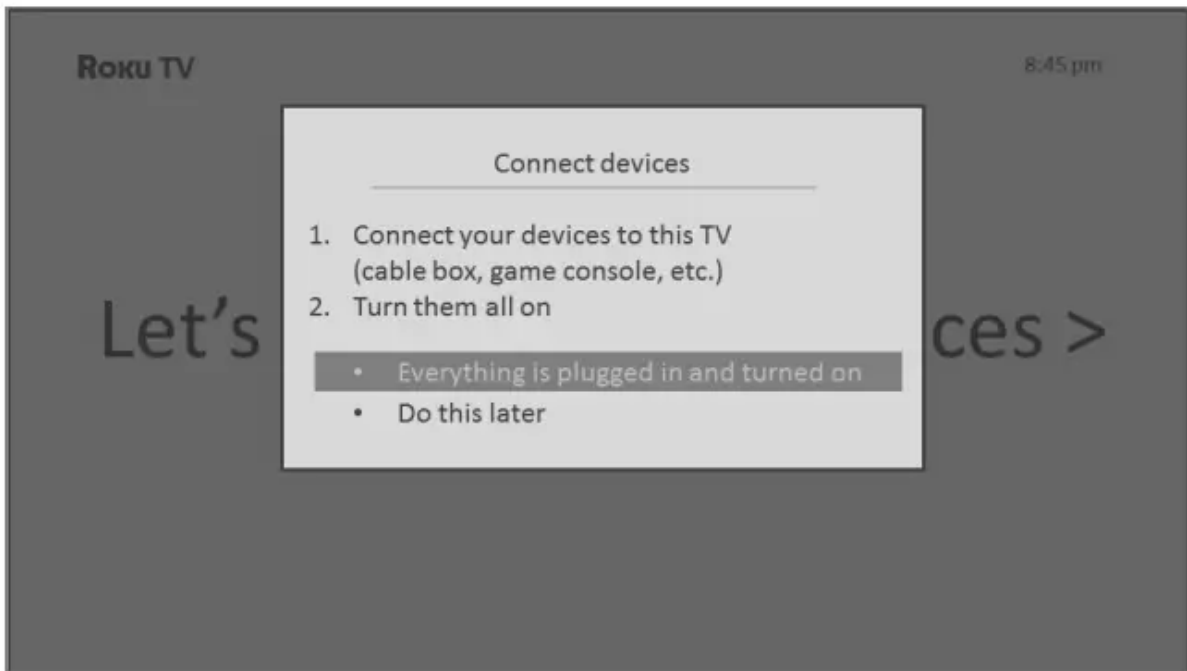 Roku TV
8:45 pm
Connect devices
1. Connect your devices to this TV
(cable box, game console, etc.)
2. Turn them all on
Let's
ces >
• Everything is plugged in and turned on
• Do this later